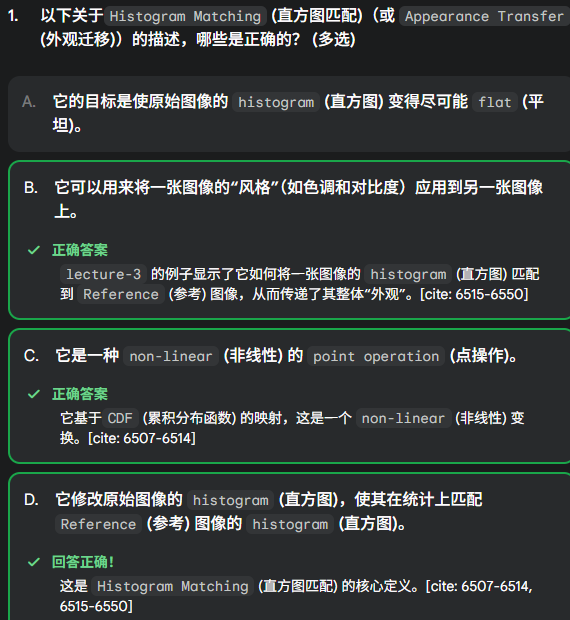 1. 以下关于 Histogram Matching (直方图匹配)（或 Appearance Transfer
(外观迁移)）的描述，哪些是正确的？ (多选)
A. 它的目标是使原始图像的 histogram (直方图) 变得尽可能 flat (平
坦)。
B. 它可以用来将一张图像的“风格”（如色调和对比度）应用到另一张图像
上。
正确答案
lecture-3 的例子显示了它如何将一张图像的 histogram (直方图) 匹配
到 Reference (参考) 图像，从而传递了其整体“外观”。[cite: 6515-6550]
C. 它是一种 non-linear (非线性) 的 point operation (点操作)。
正确答案
它基于 CDF (累积分布函数) 的映射，这是一个 non-linear (非线性) 变
换。[cite: 6507-6514]
D. 它修改原始图像的 histogram (直方图)，使其在统计上匹配
Reference (参考) 图像的 histogram (直方图)。
回答正确！
这是 Histogram Matching (直方图匹配) 的核心定义。[cite: 6507-6514,
6515-6550]